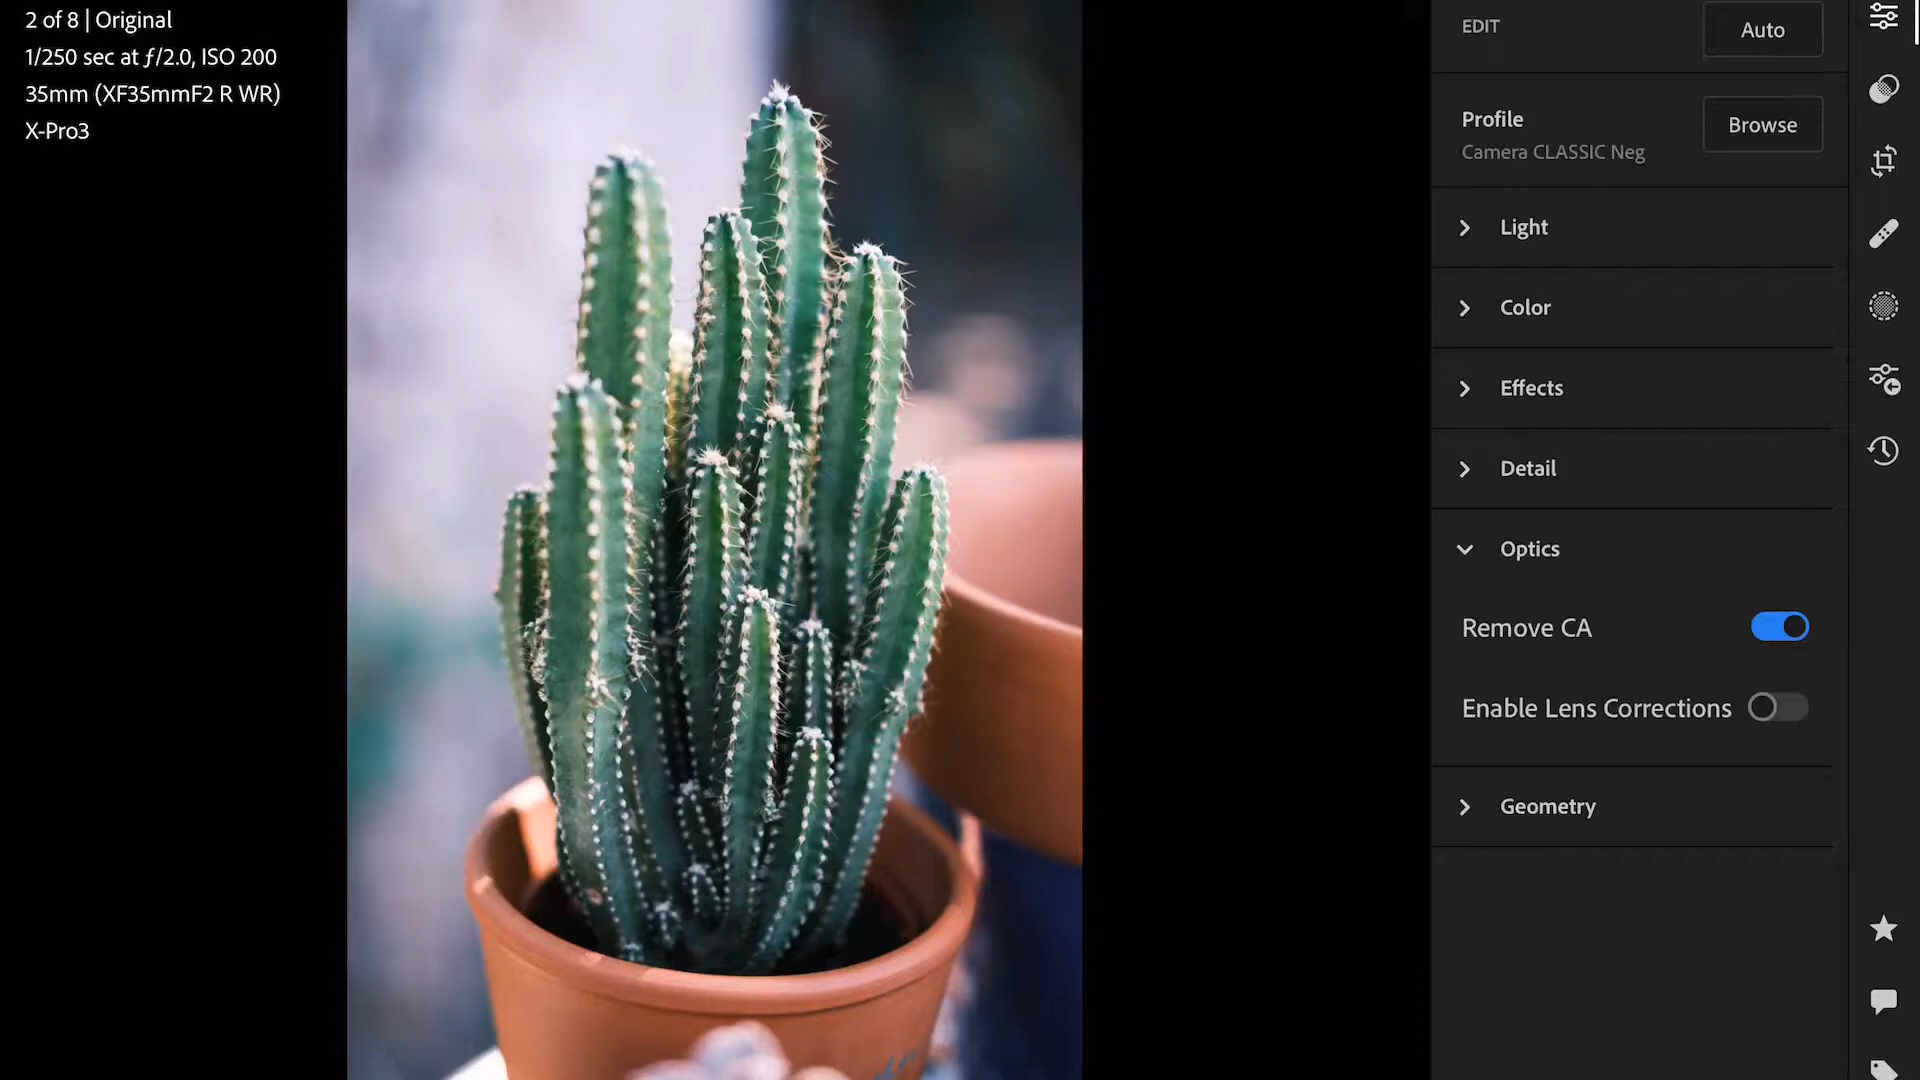 2 of 8 | Original
1/250 sec at ƒ/2.0, ISO 200
35mm (XF35mmF2 R WR)
X-Pro3
EDIT
Auto
Profile
Camera CLASSIC Neg
Browse
Light
Color
Effects
Detail
Optics
Remove CA
Enable Lens Corrections
Geometry